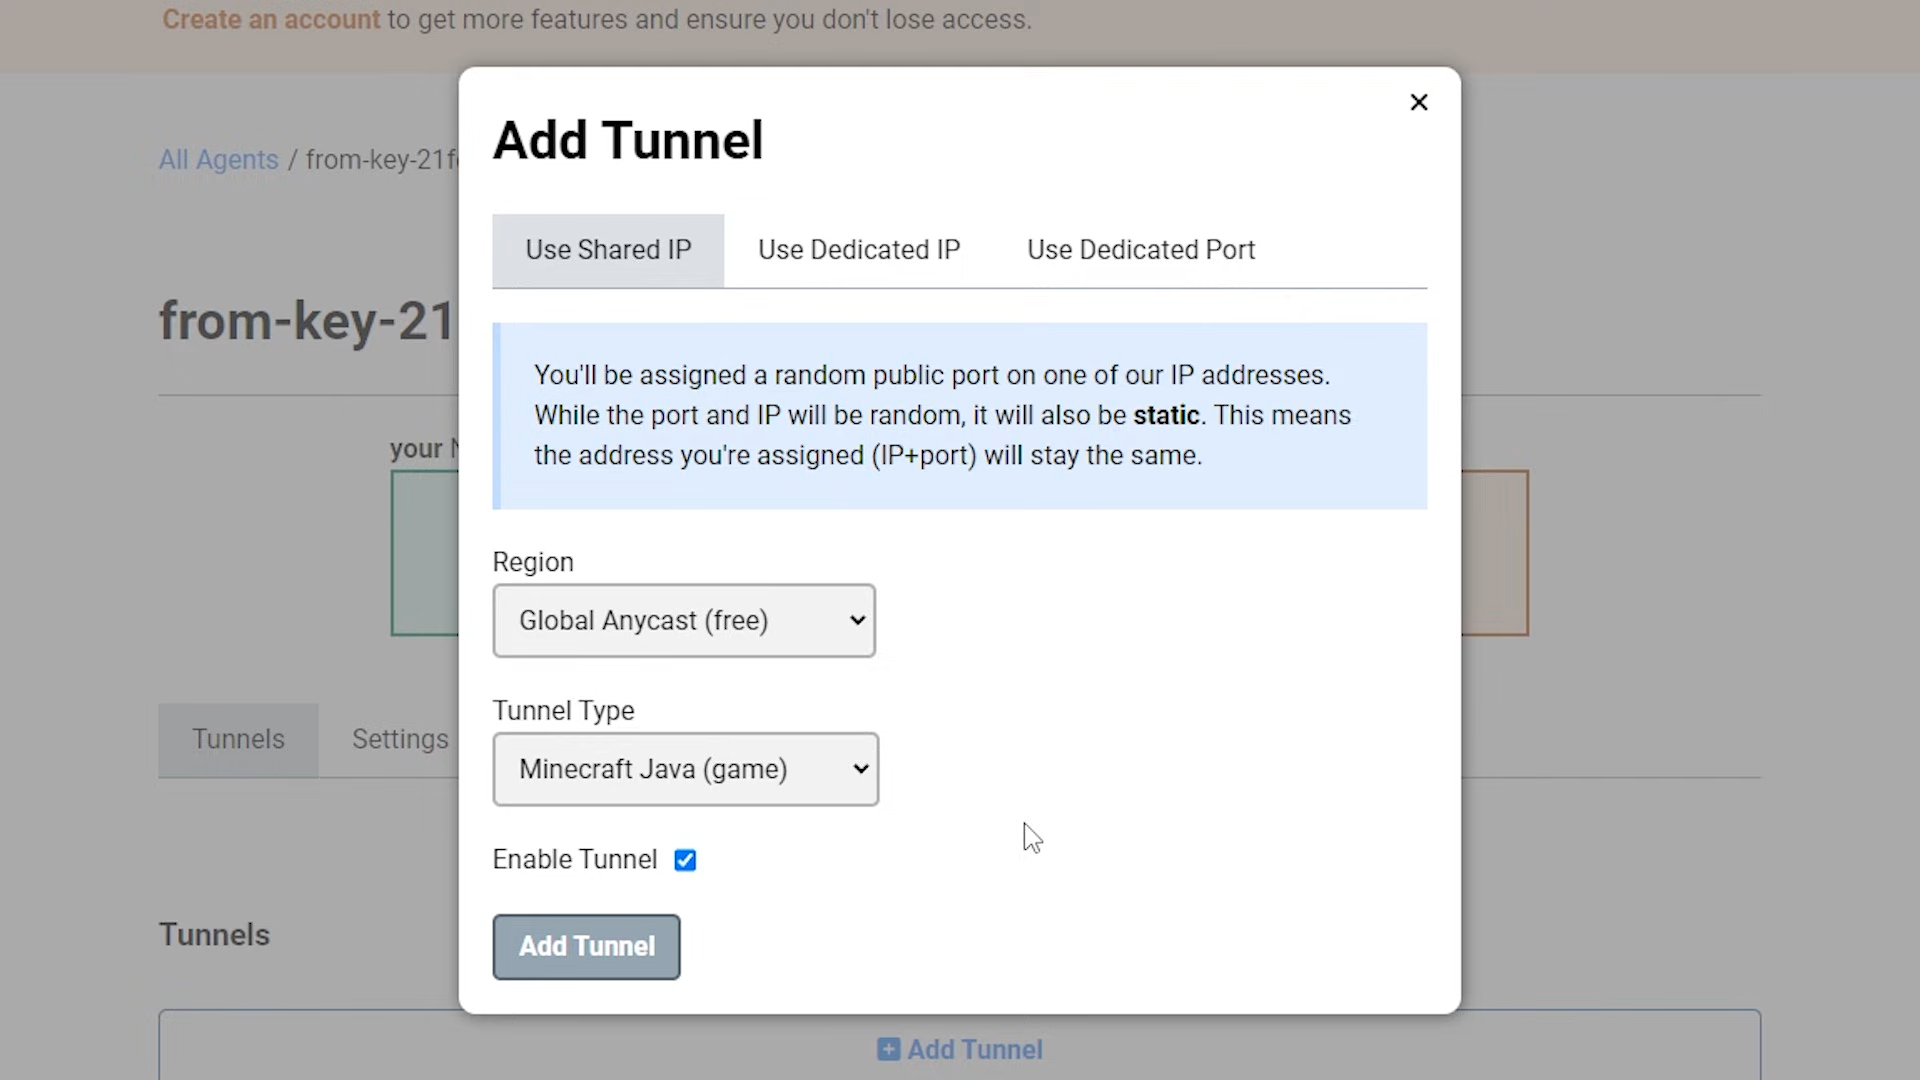 Create an account to get more features and ensure you don't lose access.
All Agents / from-key-21f
from-key-21
your
Tunnels
Settings
Tunnels
Add Tunnel
Add Tunnel
Use Shared IP
Use Dedicated IP
Use Dedicated Port
You'll be assigned a random public port on one of our IP addresses.
While the port and IP will be random, it will also be static. This means
the address you're assigned (IP+port) will stay the same.
Region
Global Anycast (free)
Tunnel Type
Minecraft Java (game)
Enable Tunnel
Add Tunnel